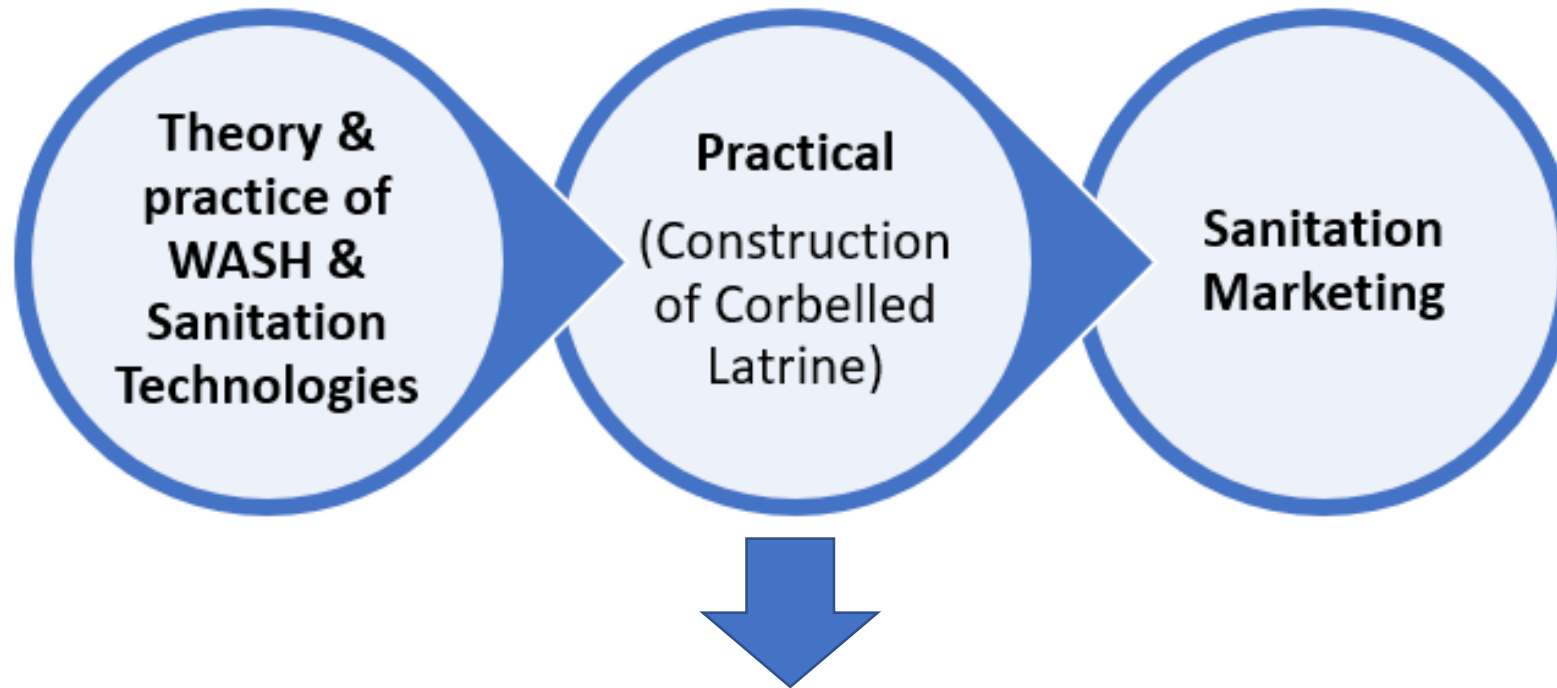 Theory &
practice of
WASH &
Sanitation
Technologies
Practical
(Construction
of Corbelled
Latrine)
Sanitation
Marketing